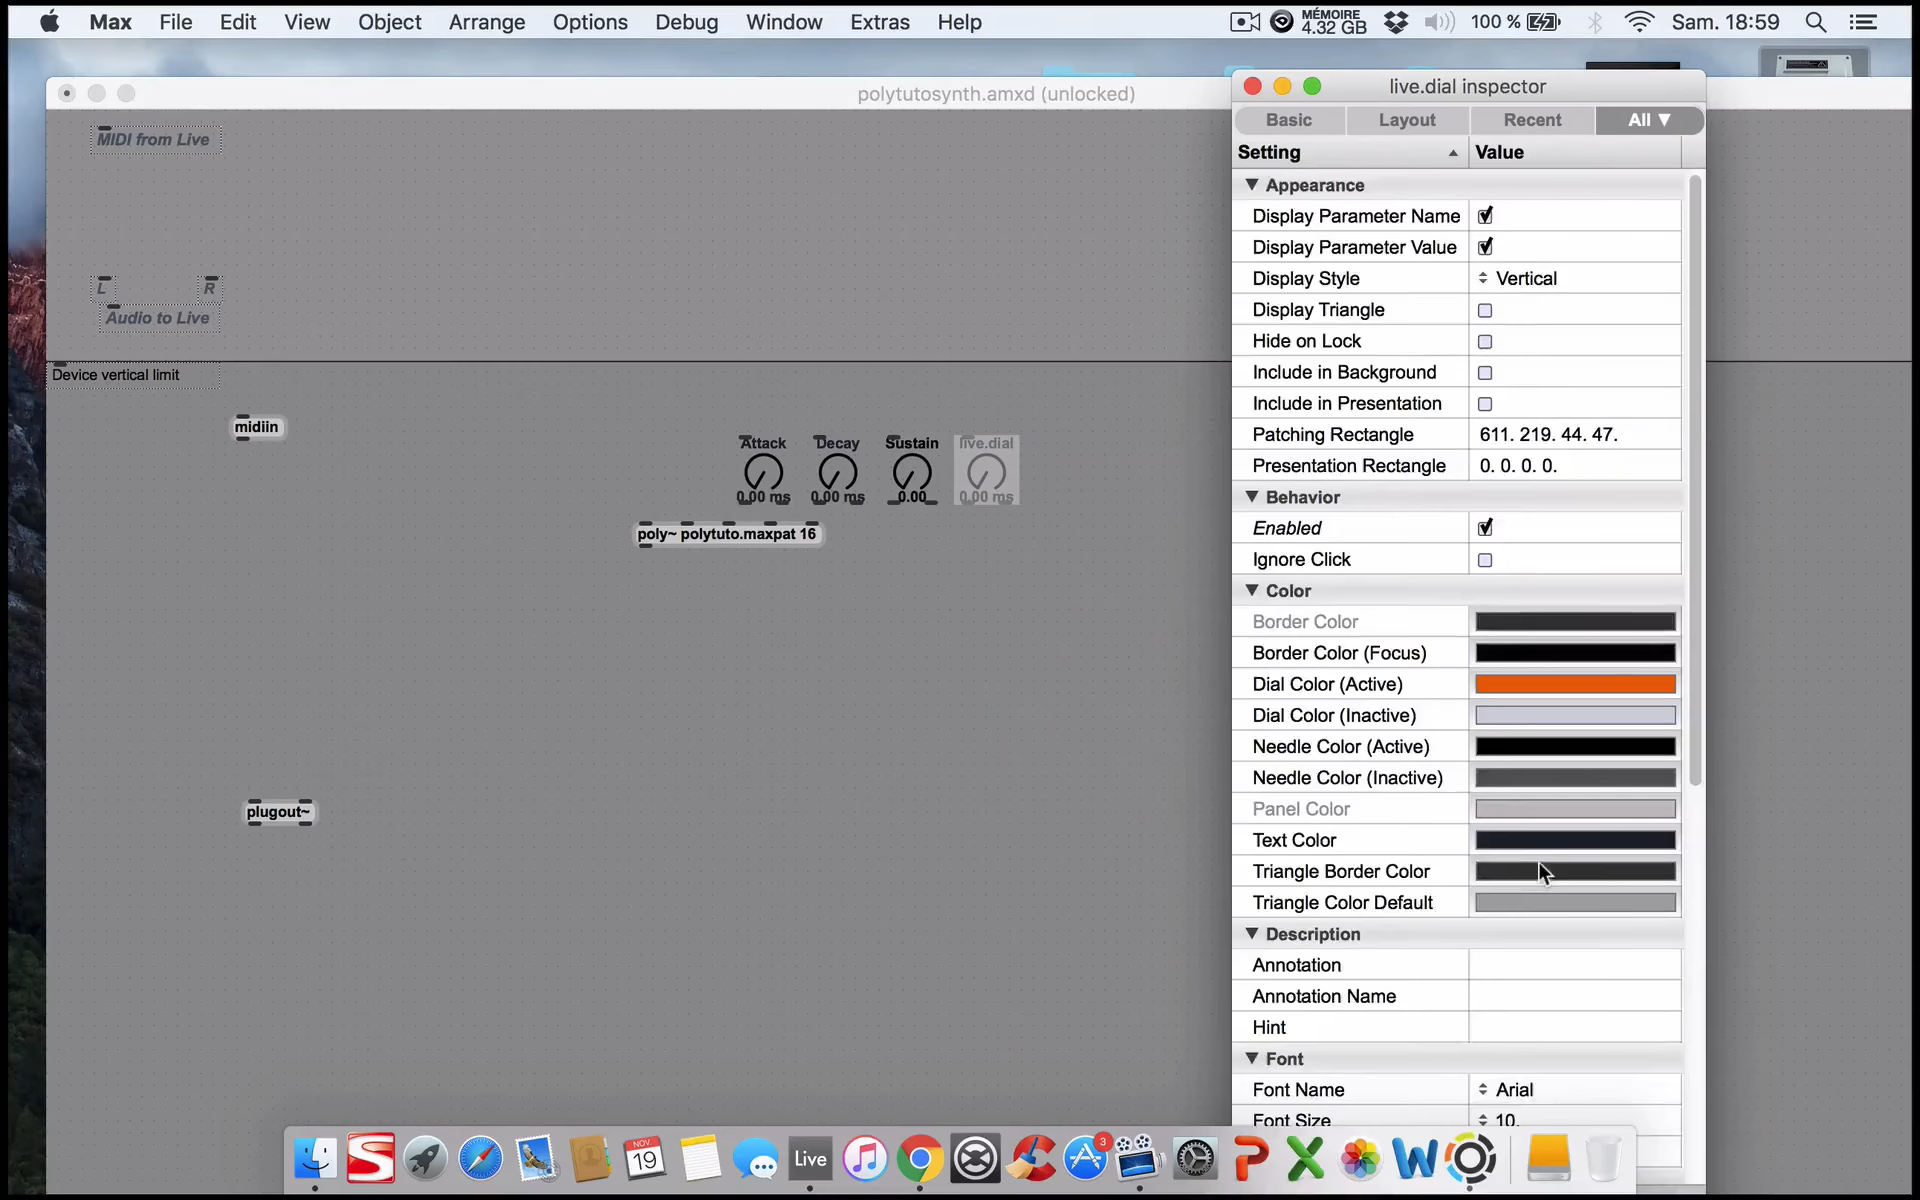 Max File Edit View Object Arrange Options Debug Window Extras Help MÉMOIRE 4.32 GB 100 % Sam. 18:59
polytutosynth.amxd (unlocked)
live.dial inspector
Basic Layout Recent All ▼
Setting Value
MIDI from Live
L R
Audio to Live
Device vertical limit
midiin
Attack Decay Sustain live.dial
0.00 ms 0.00 ms 0.00 0.00 ms
poly~ polytuto.maxpat 16
plugout~
Appearance
Display Parameter Name
Display Parameter Value
Display Style Vertical
Display Triangle
Hide on Lock
Include in Background
Include in Presentation
Patching Rectangle 611. 219. 44. 47.
Presentation Rectangle 0. 0. 0. 0.
Behavior
Enabled
Ignore Click
Color
Border Color
Border Color (Focus)
Dial Color (Active)
Dial Color (Inactive)
Needle Color (Active)
Needle Color (Inactive)
Panel Color
Text Color
Triangle Border Color
Triangle Color Default
Description
Annotation
Annotation Name
Hint
Font
Font Name Arial
Font Size 10.
NOV. 19
Live
3